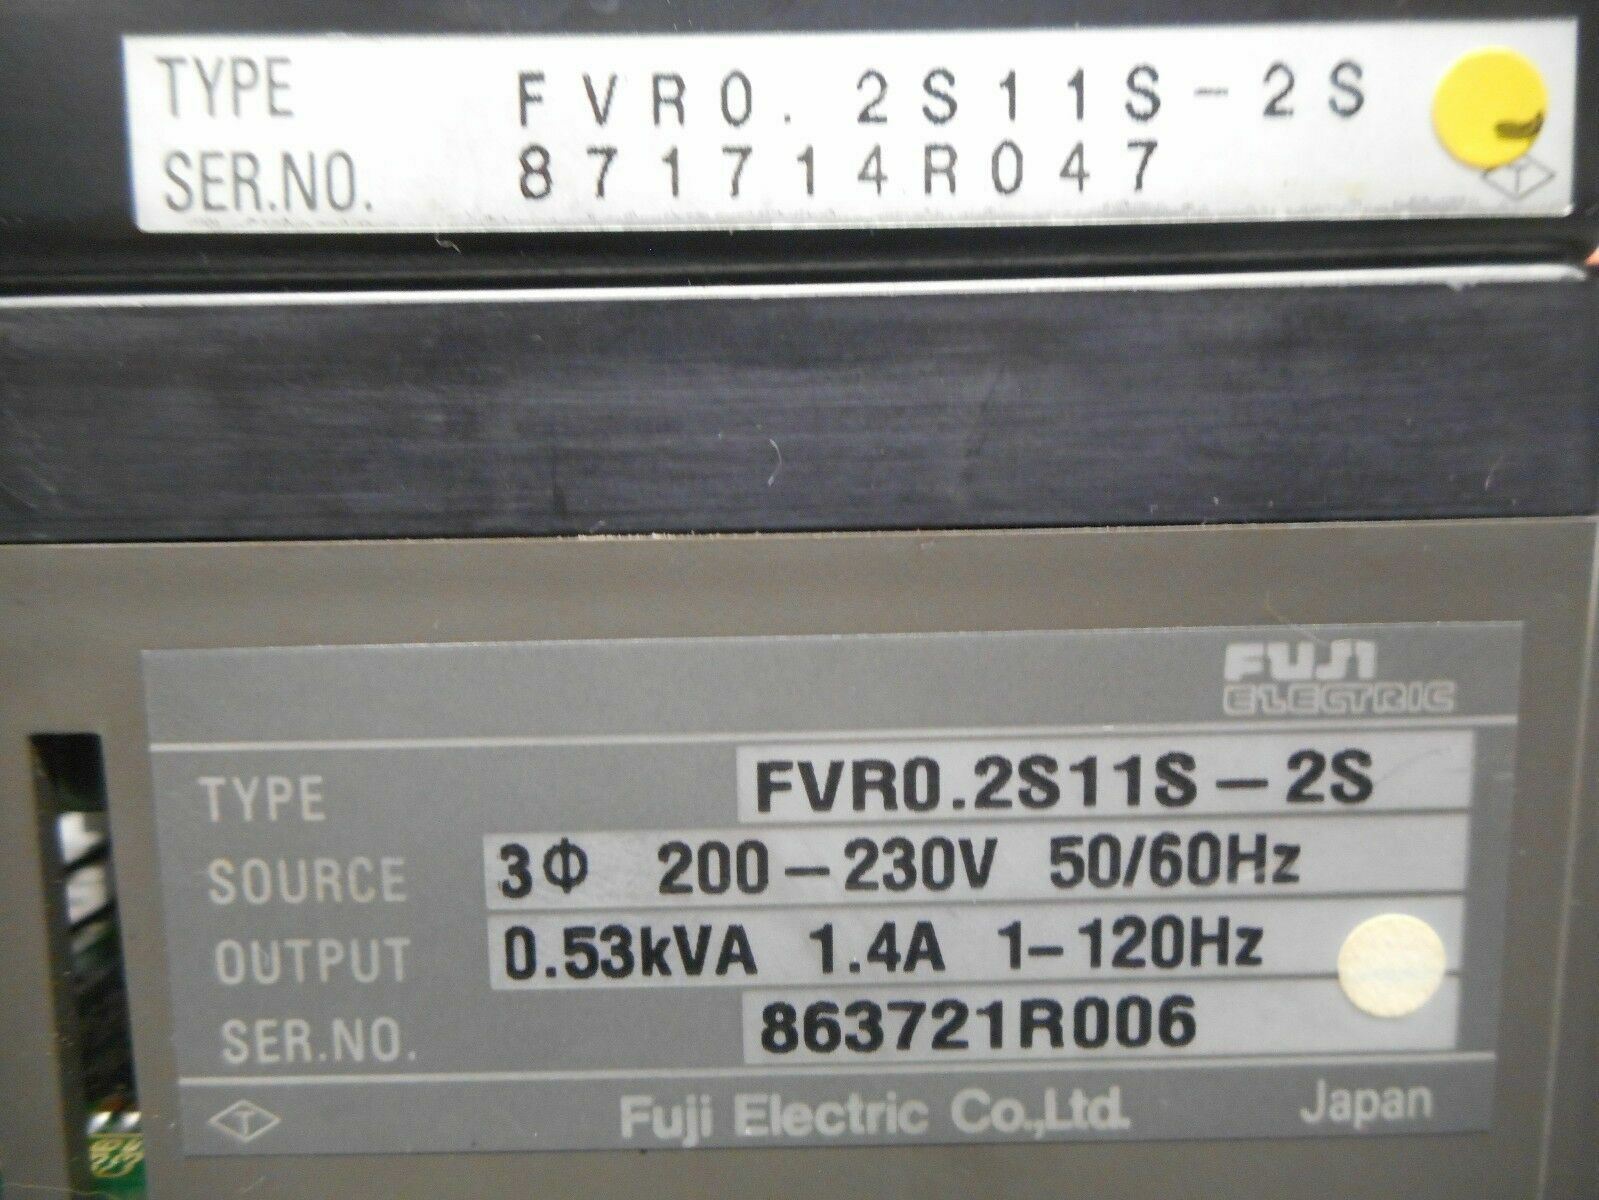 TYPE FVR0.2S11S-2S
SER.NO. 871714R047
T
FUJI
ELECTRIC
TYPE FVR0.2S11S-2S
SOURCE 3Φ 200-230V 50/60Hz
OUTPUT 0.53kVA 1.4A 1-120Hz
SER.NO. 863721R006
T Fuji Electric Co.,Ltd. Japan